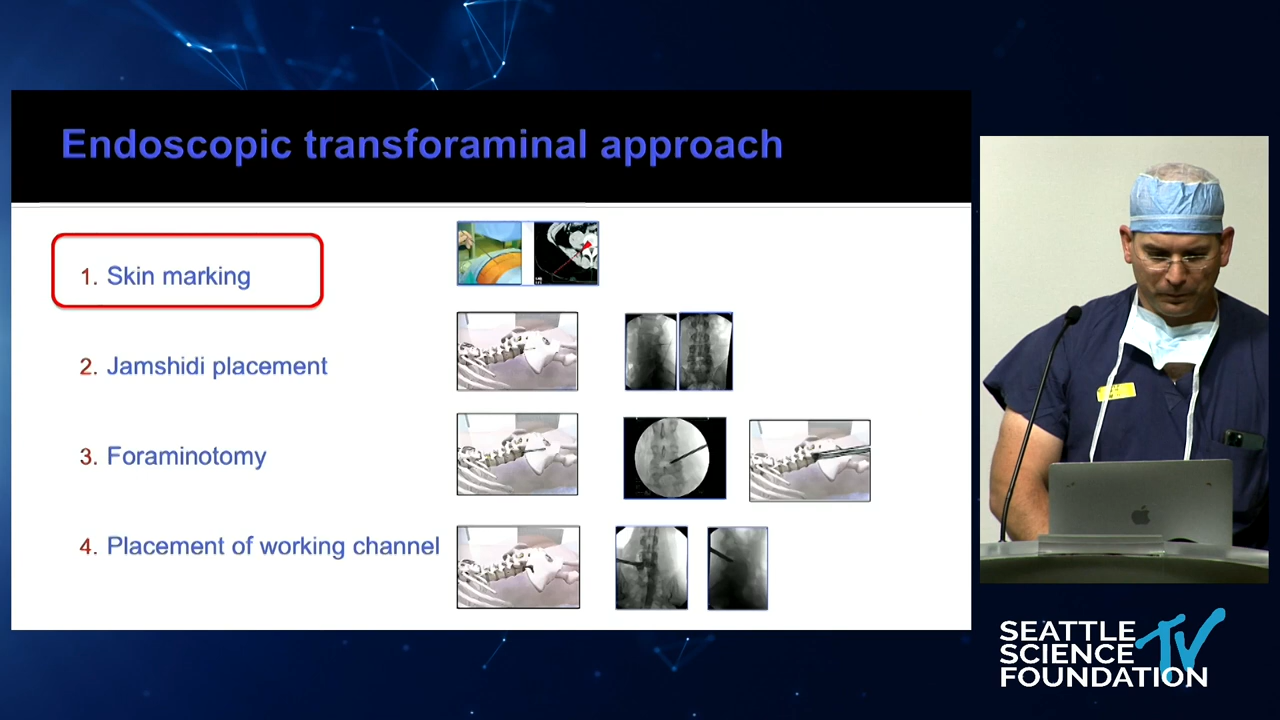 Endoscopic transforaminal approach
1. Skin marking
2. Jamshidi placement
3. Foraminotomy
4. Placement of working channel
SEATTLE
SCIENCE TV
FOUNDATION